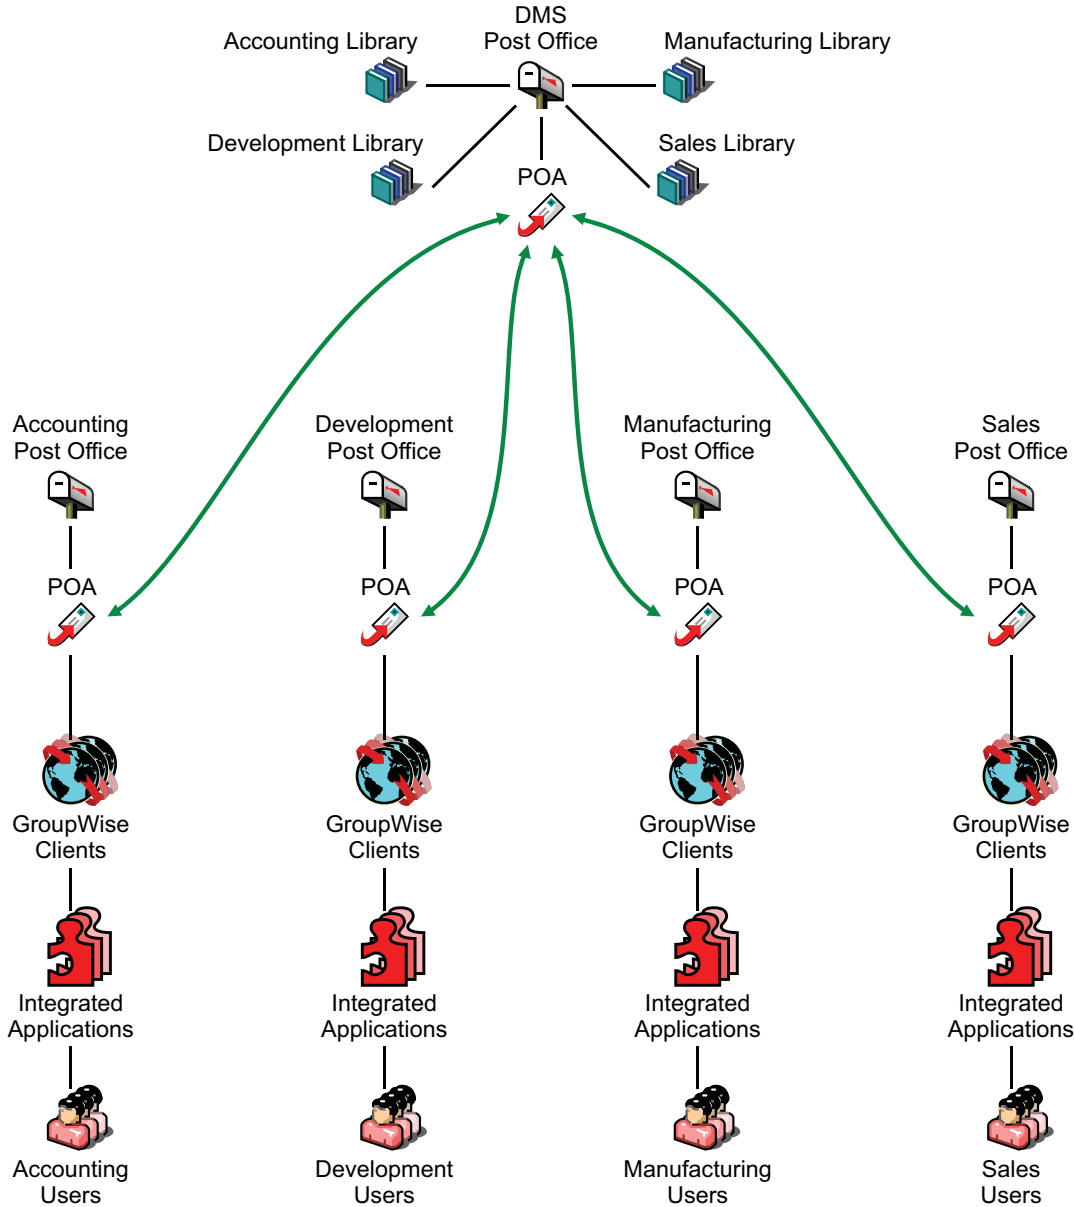 DMS
Post Office
Accounting Library
Manufacturing Library
Development Library
Sales Library
POA
Accounting
Post Office
Development
Post Office
Manufacturing
Post Office
Sales
Post Office
POA
POA
POA
POA
GroupWise
Clients
GroupWise
Clients
GroupWise
Clients
GroupWise
Clients
Integrated
Applications
Integrated
Applications
Integrated
Applications
Integrated
Applications
Accounting
Users
Development
Users
Manufacturing
Users
Sales
Users